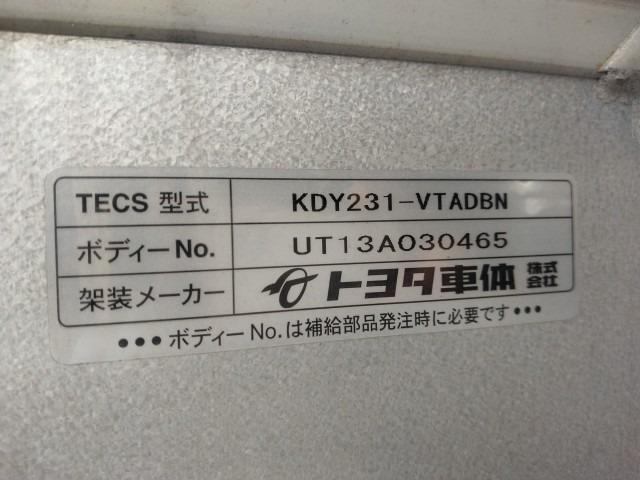 TECS 型式 KDY231-VTADBN
ボディーNo. UT13A030465
架装メーカー トヨタ車体 株式会社
•••ボディーNo.は補給部品発注時に必要です•••